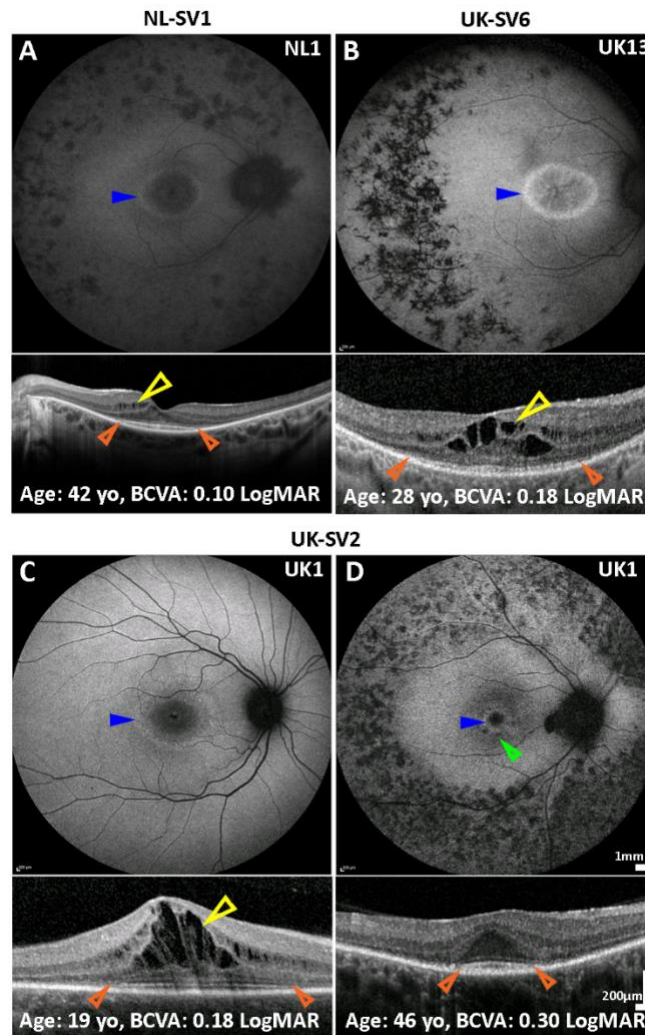 NL-SV1
UK-SV6
A
NL1
B
UK13
Age: 42 yo, BCVA: 0.10 LogMAR
Age: 28 yo, BCVA: 0.18 LogMAR
UK-SV2
C
UK1
D
UK1
1mm
200µm
Age: 19 yo, BCVA: 0.18 LogMAR
Age: 46 yo, BCVA: 0.30 LogMAR